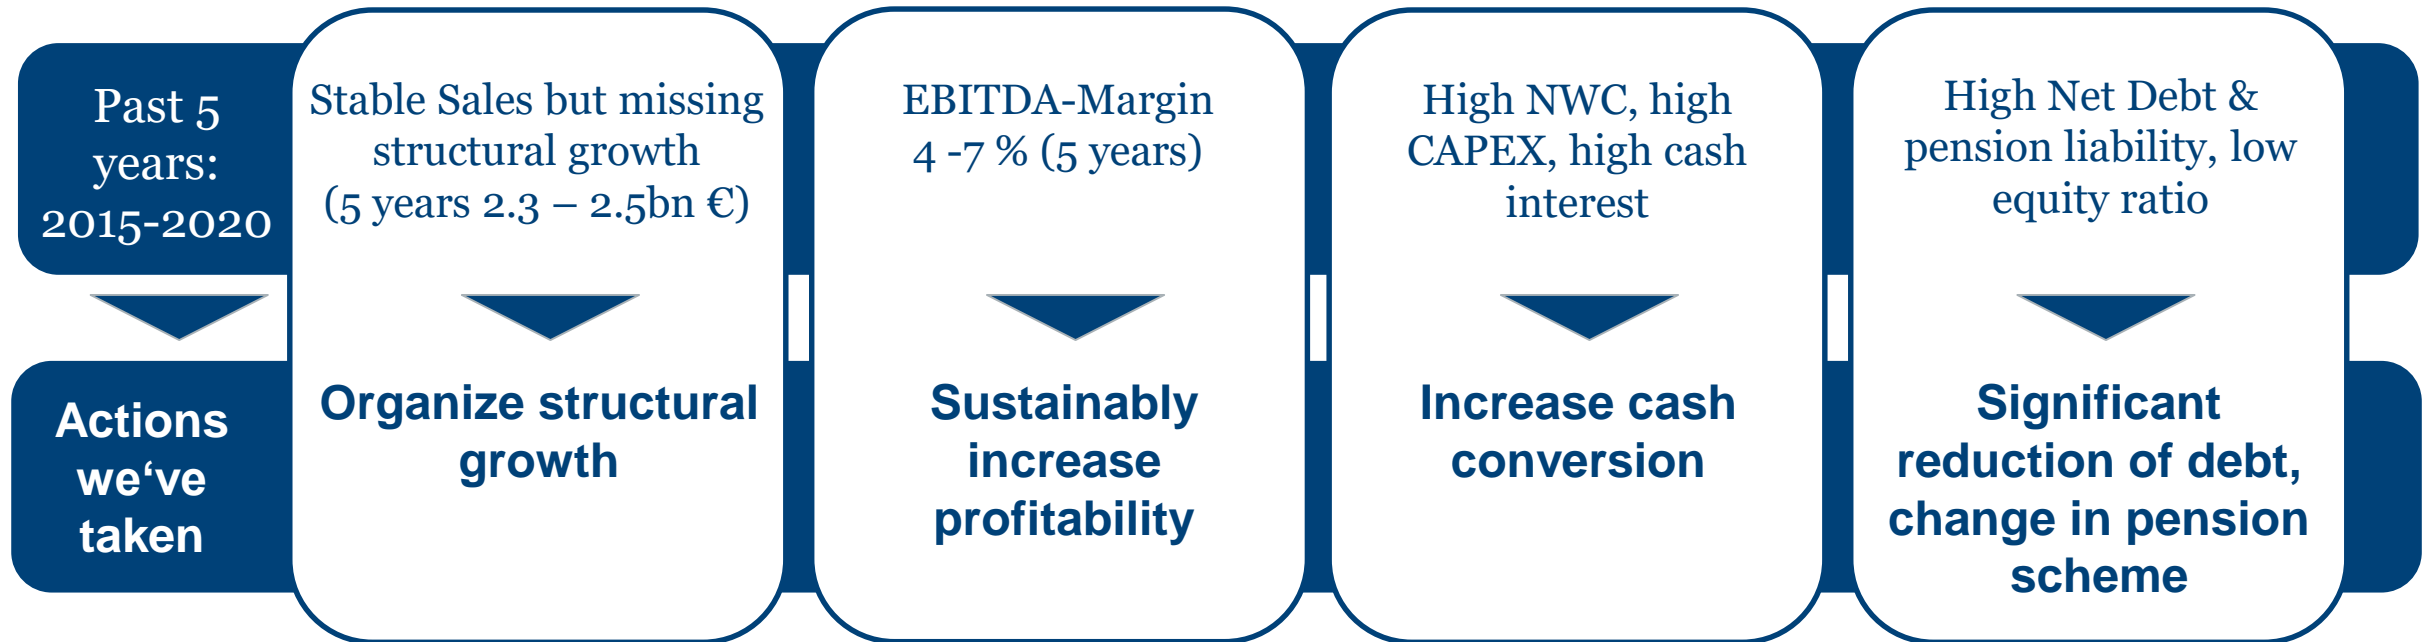 Past 5
years:
2015-2020
Stable Sales but missing
structural growth
(5 years 2.3 – 2.5bn €)
EBITDA-Margin
4 -7 % (5 years)
High NWC, high
CAPEX, high cash
interest
High Net Debt &
pension liability, low
equity ratio
Actions
we‘ve
taken
Organize structural
growth
Sustainably
increase
profitability
Increase cash
conversion
Significant
reduction of debt,
change in pension
scheme